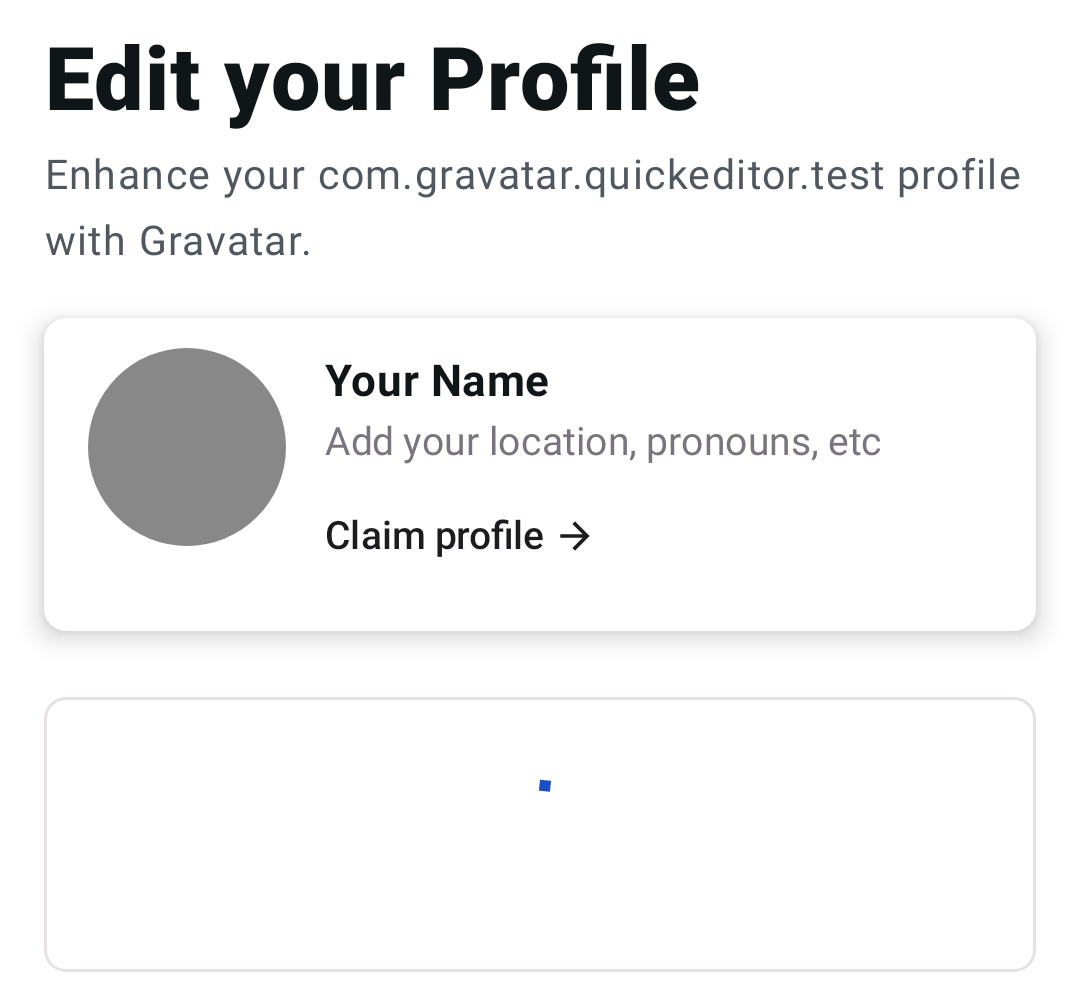 Edit your Profile
Enhance your com.gravatar.quickeditor.test profile
with Gravatar.
Your Name
Add your location, pronouns, etc
Claim profile →